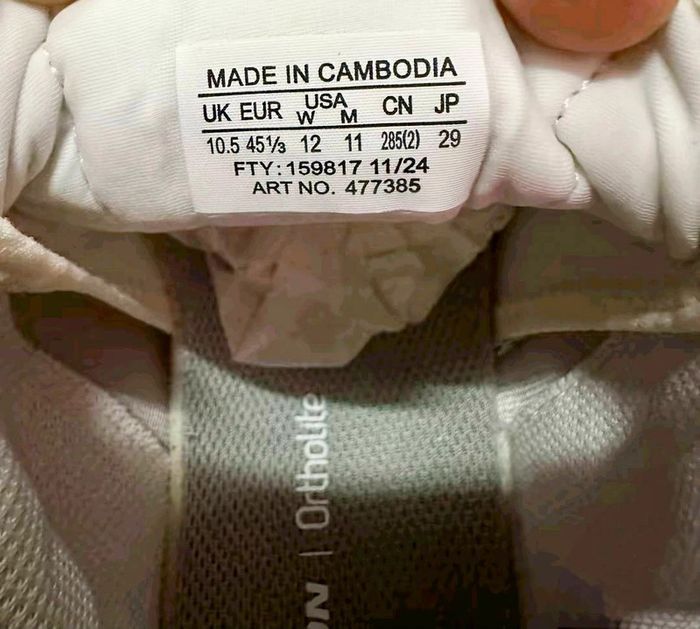 MADE IN CAMBODIA
UK EUR USA W M CN JP
10.5 45⅓ 12 11 285(2) 29
FTY: 159817 11/24
ART NO. 477385
ON | Ortholite